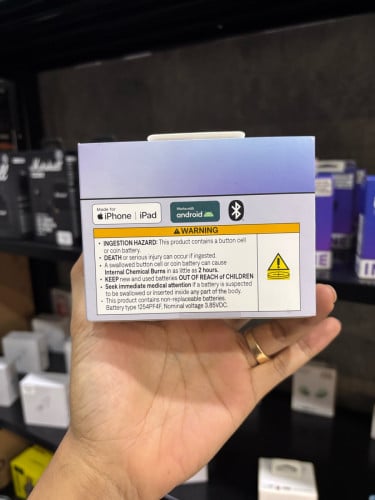 Made for
iPhone | iPad
Works with
android
WARNING
• INGESTION HAZARD: This product contains a button cell
or coin battery.
• DEATH or serious injury can occur if ingested.
• A swallowed button cell or coin battery can cause
Internal Chemical Burns in as little as 2 hours.
• KEEP new and used batteries OUT OF REACH of CHILDREN
• Seek immediate medical attention if a battery is suspected
to be swallowed or inserted inside any part of the body.
• This product contains non-replaceable batteries.
Battery type 1254PF4F, Nominal voltage 3.85VDC.
Marshall